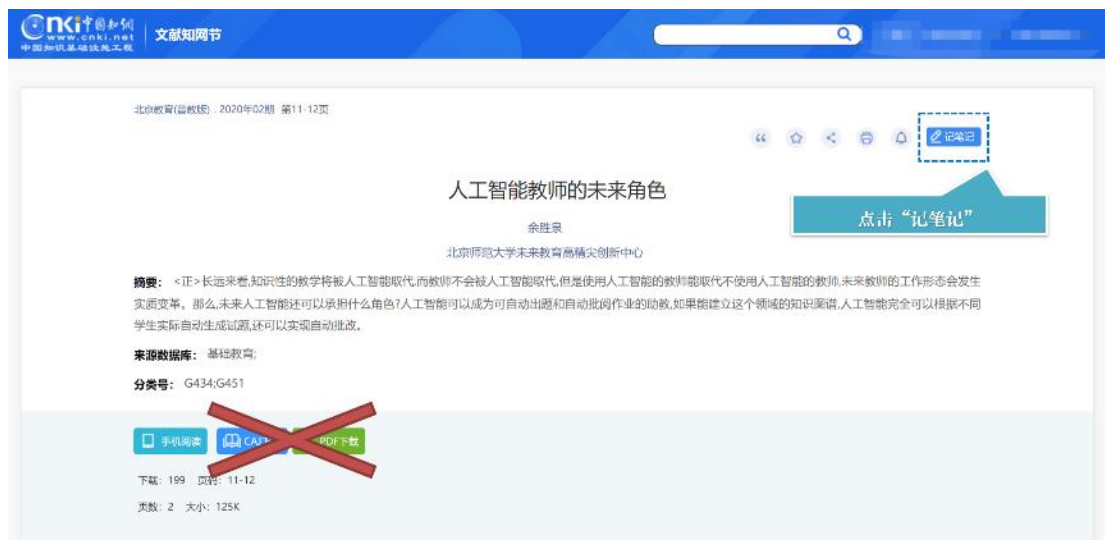 cnki中国知网
www.cnki.net
中国知识基础设施工程
文献知网节
北京教育(普教版) . 2020年02期 第11-12页
记笔记
人工智能教师的未来角色
点击“记笔记”
余胜泉
北京师范大学未来教育高精尖创新中心
摘要： <正>长远来看,知识性的教学将被人工智能取代,而教师不会被人工智能取代,但是使用人工智能的教师能取代不使用人工智能的教师,未来教师的工作形态会发生
实质变革。那么,未来人工智能还可以承担什么角色?人工智能可以成为可自动出题和自动批阅作业的助教,如果能建立这个领域的知识图谱,人工智能完全可以根据不同
学生实际自动生成试题,还可以实现自动批改。
来源数据库： 基础教育;
分类号： G434;G451
手机阅读 CAJ PDF下载
下载: 199 页码: 11-12
页数: 2 大小: 125K